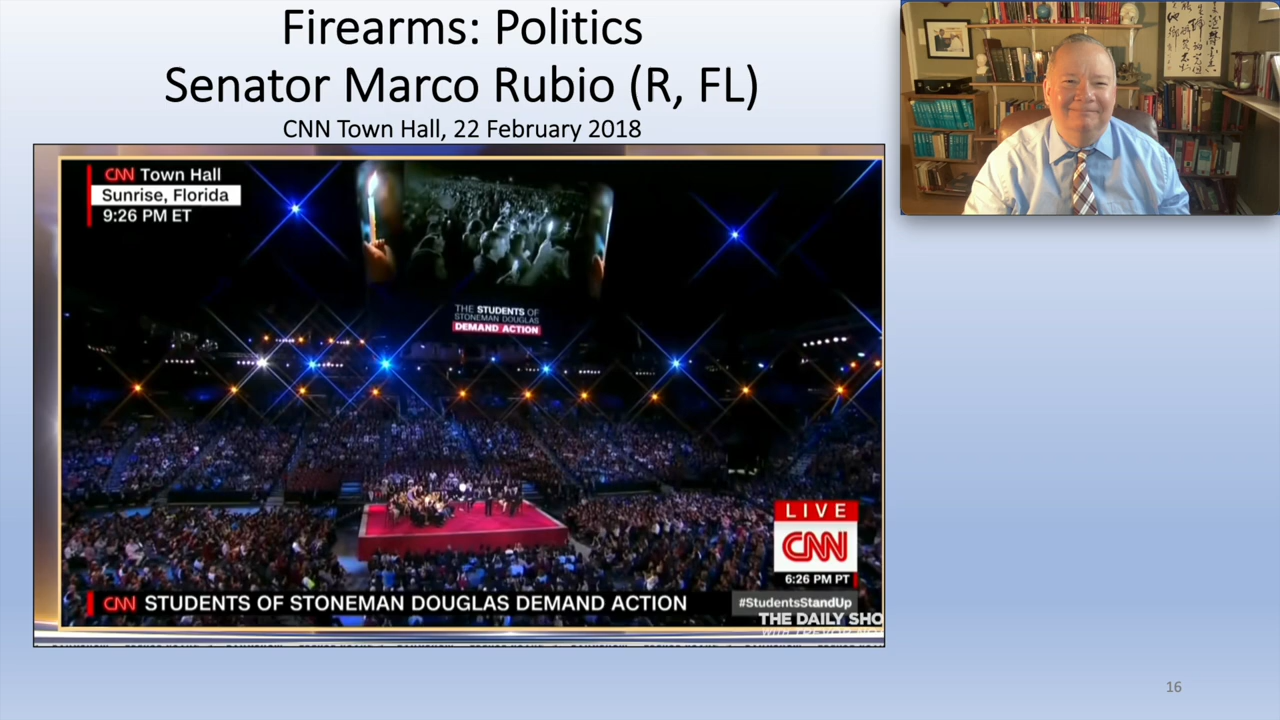 Firearms: Politics
Senator Marco Rubio (R, FL)
CNN Town Hall, 22 February 2018
CNN Town Hall
Sunrise, Florida
9:26 PM ET
THE STUDENTS OF
STONEMAN DOUGLAS
DEMAND ACTION
LIVE
CNN
6:26 PM PT
CNN STUDENTS OF STONEMAN DOUGLAS DEMAND ACTION
#StudentsStandUp
THE DAILY SHO
16